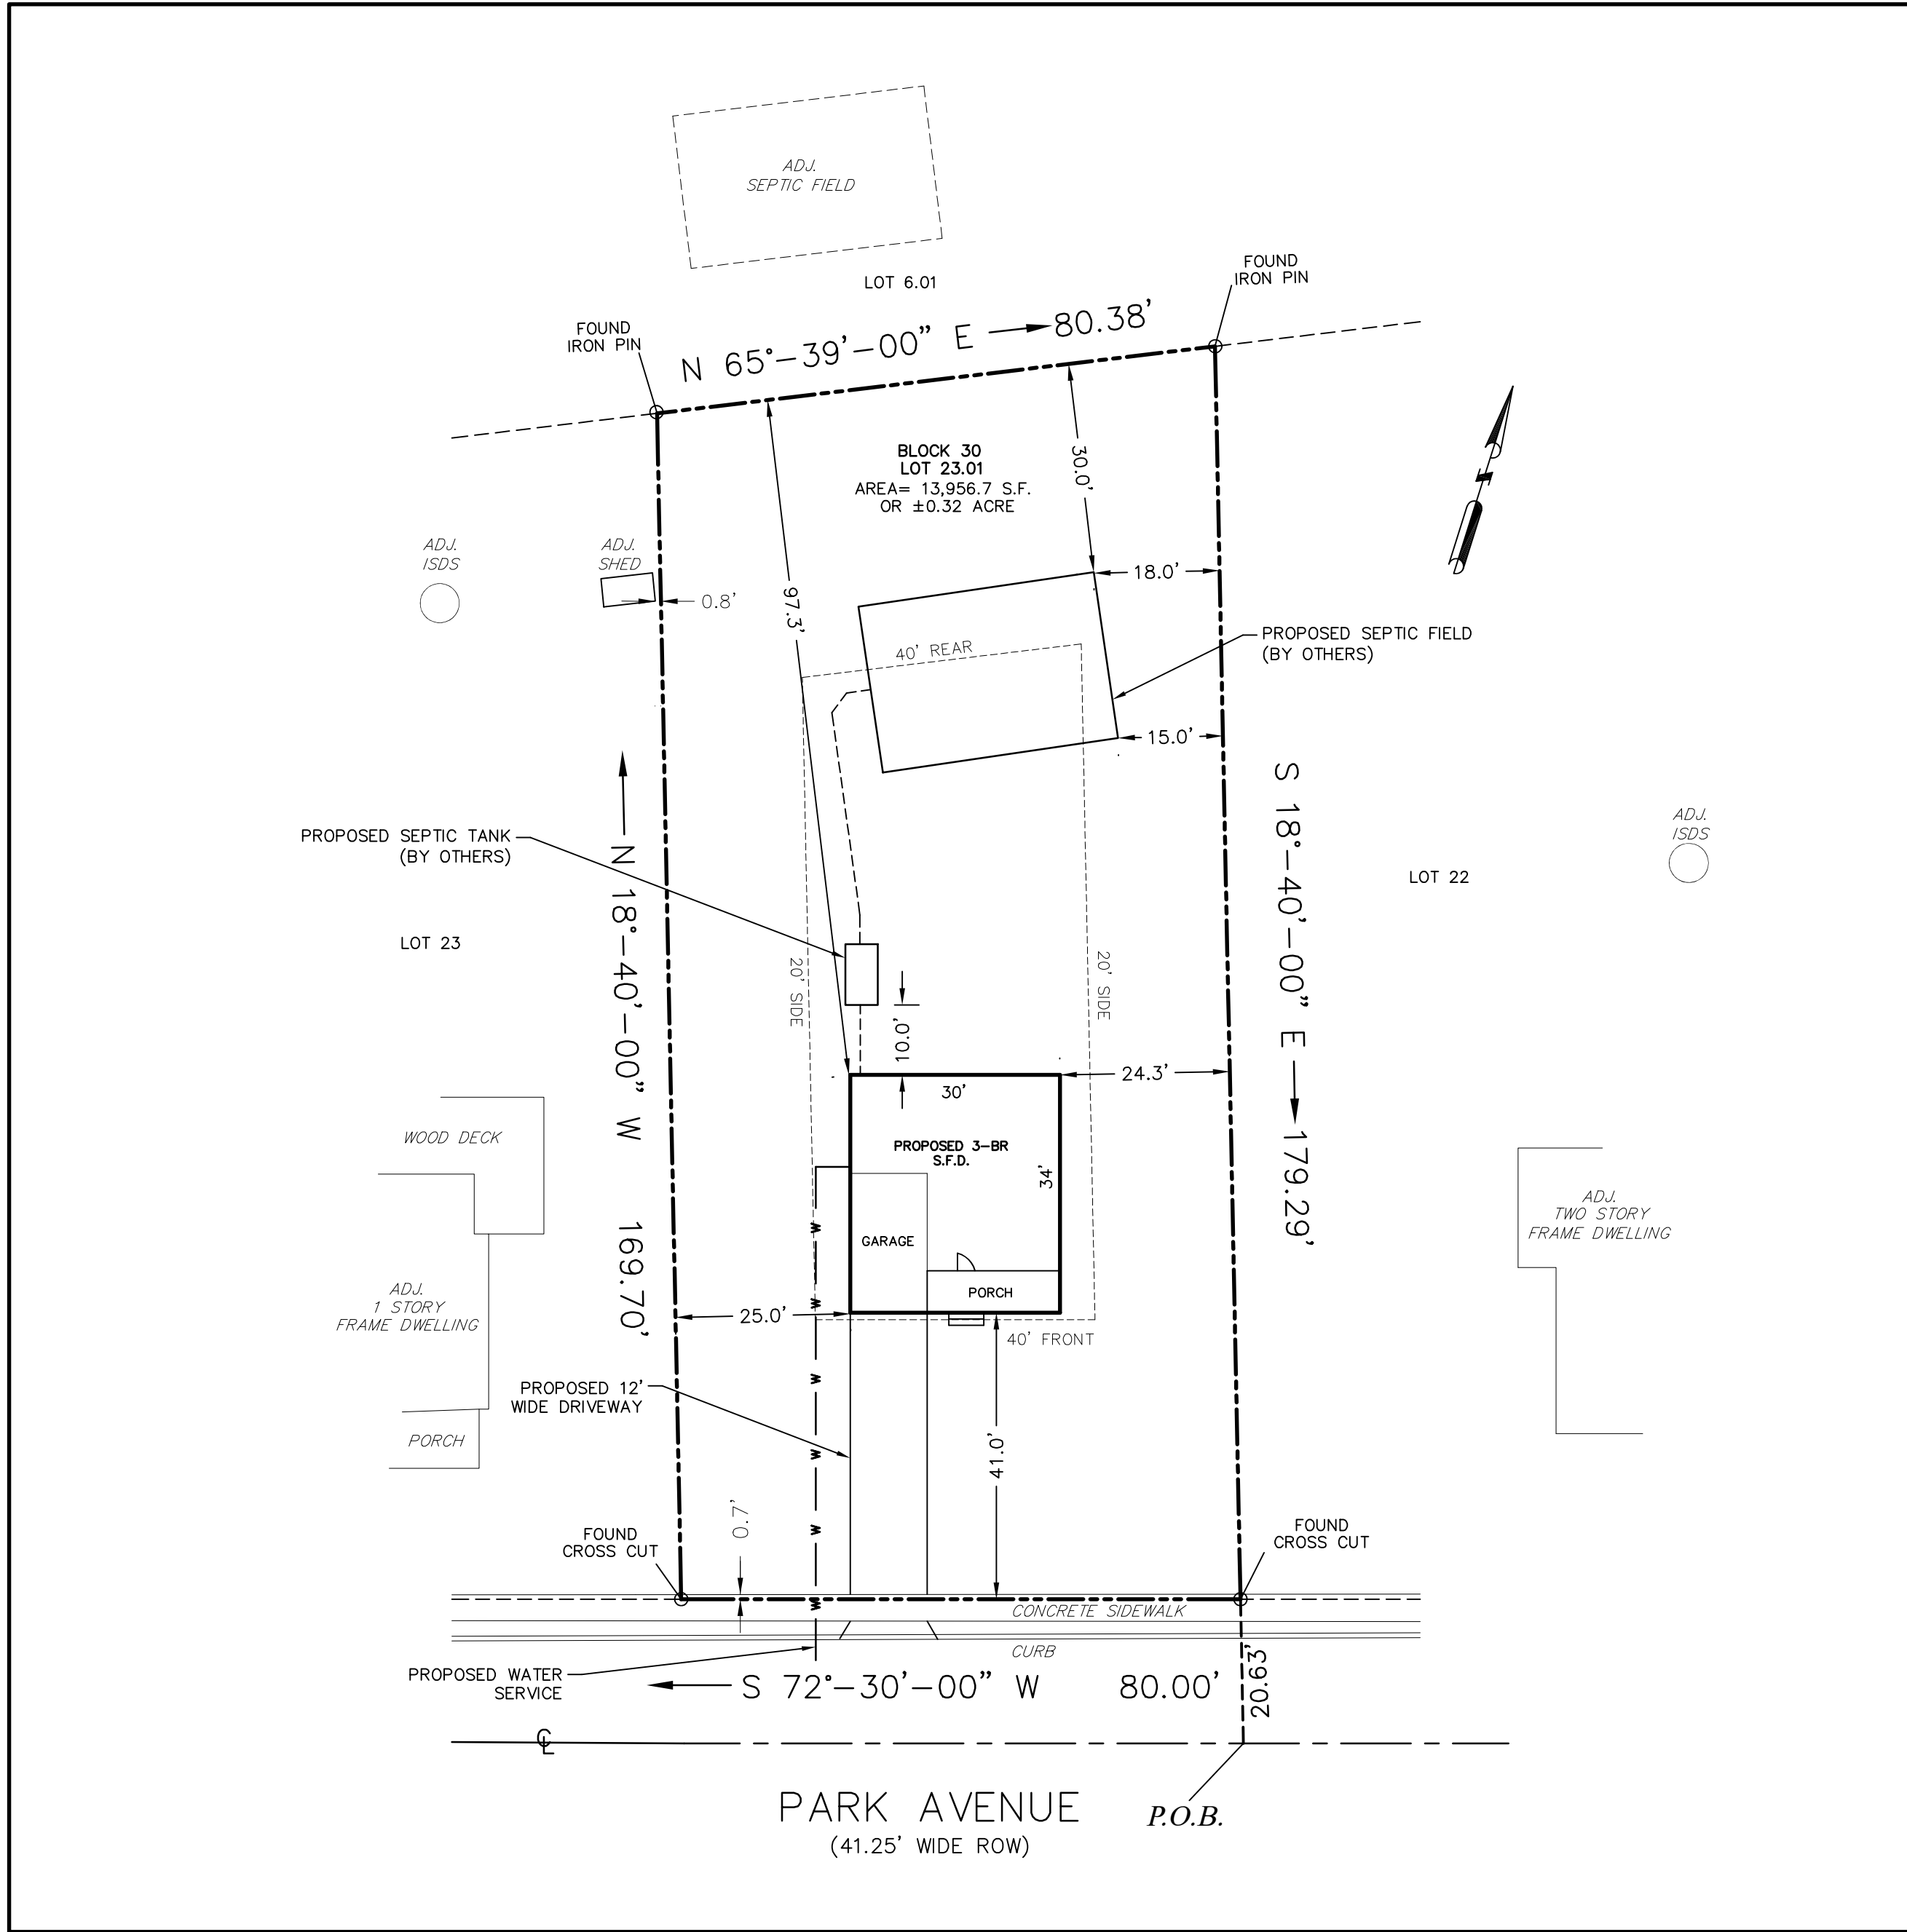 ADJ.
SEPTIC FIELD
LOT 6.01
FOUND
IRON PIN
FOUND
IRON PIN
N 65°-39'-00" E 80.38'
BLOCK 30
LOT 23.01
AREA= 13,956.7 S.F.
OR ±0.32 ACRE
30.0'
97.3'
ADJ.
ISDS
ADJ.
SHED
0.8'
18.0'
PROPOSED SEPTIC FIELD
(BY OTHERS)
40' REAR
15.0'
PROPOSED SEPTIC TANK
(BY OTHERS)
N 18°-40'-00" W 169.70'
S 18°-40'-00" E 179.29'
ADJ.
ISDS
LOT 22
LOT 23
20' SIDE
20' SIDE
10.0'
24.3'
30'
WOOD DECK
PROPOSED 3-BR
S.F.D.
34'
ADJ.
TWO STORY
FRAME DWELLING
GARAGE
PORCH
ADJ.
1 STORY
FRAME DWELLING
25.0'
40' FRONT
W
W
W
W
W
W
PROPOSED 12'
WIDE DRIVEWAY
PORCH
41.0'
0.7'
FOUND
CROSS CUT
FOUND
CROSS CUT
CONCRETE SIDEWALK
CURB
PROPOSED WATER
SERVICE
S 72°-30'-00" W 80.00'
20.63'
CL
PARK AVENUE
(41.25' WIDE ROW)
P.O.B.